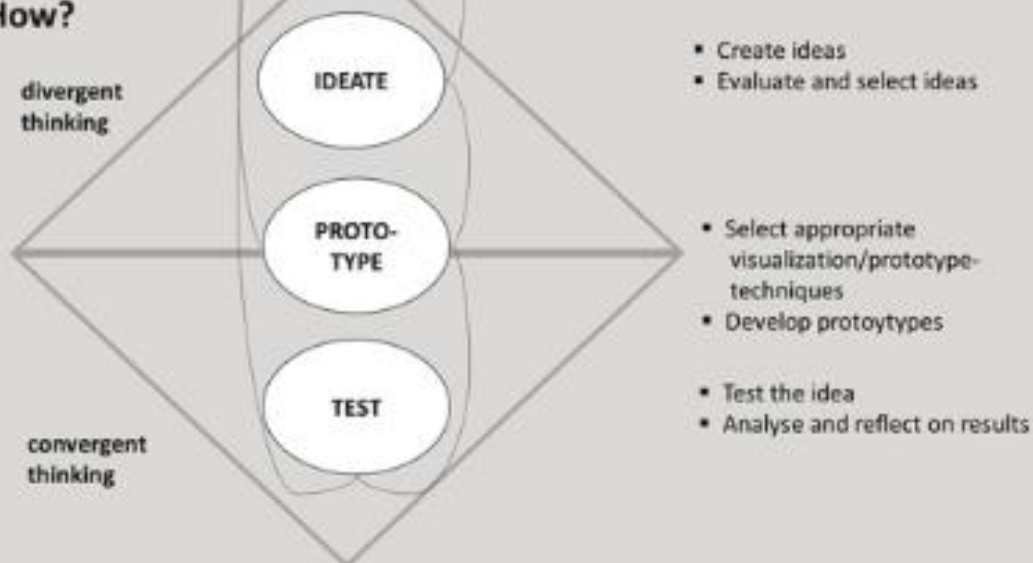 How?
divergent
thinking
IDEATE
▪ Create ideas
▪ Evaluate and select ideas
PROTO-
TYPE
▪ Select appropriate
visualization/prototype-
techniques
▪ Develop protoytypes
TEST
▪ Test the idea
▪ Analyse and reflect on results
convergent
thinking